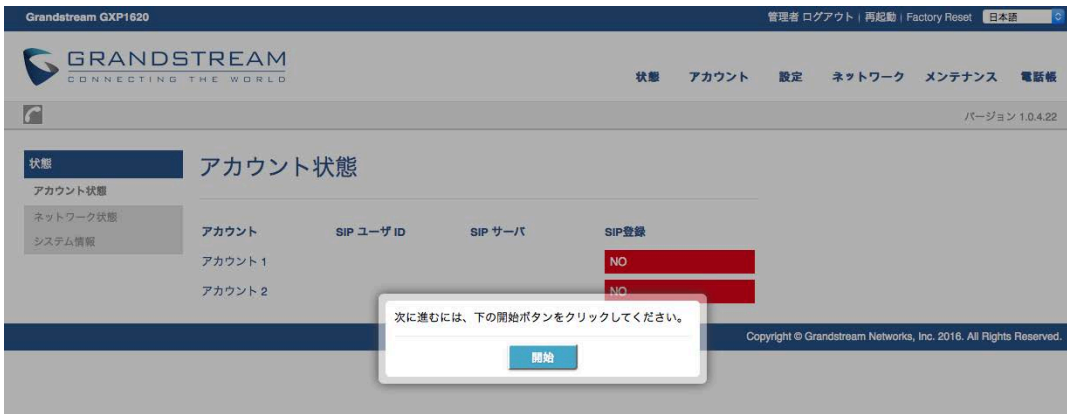 Grandstream GXP1620
管理者 ログアウト | 再起動 | Factory Reset 日本語
GRANDSTREAM
CONNECTING THE WORLD
状態 アカウント 設定 ネットワーク メンテナンス 電話帳
バージョン 1.0.4.22
状態
アカウント状態
ネットワーク状態
システム情報
アカウント状態
アカウント SIP ユーザ ID SIP サーバ SIP登録
アカウント 1 NO
アカウント 2 NO
次に進むには、下の開始ボタンをクリックしてください。
開始
Copyright © Grandstream Networks, Inc. 2016. All Rights Reserved.